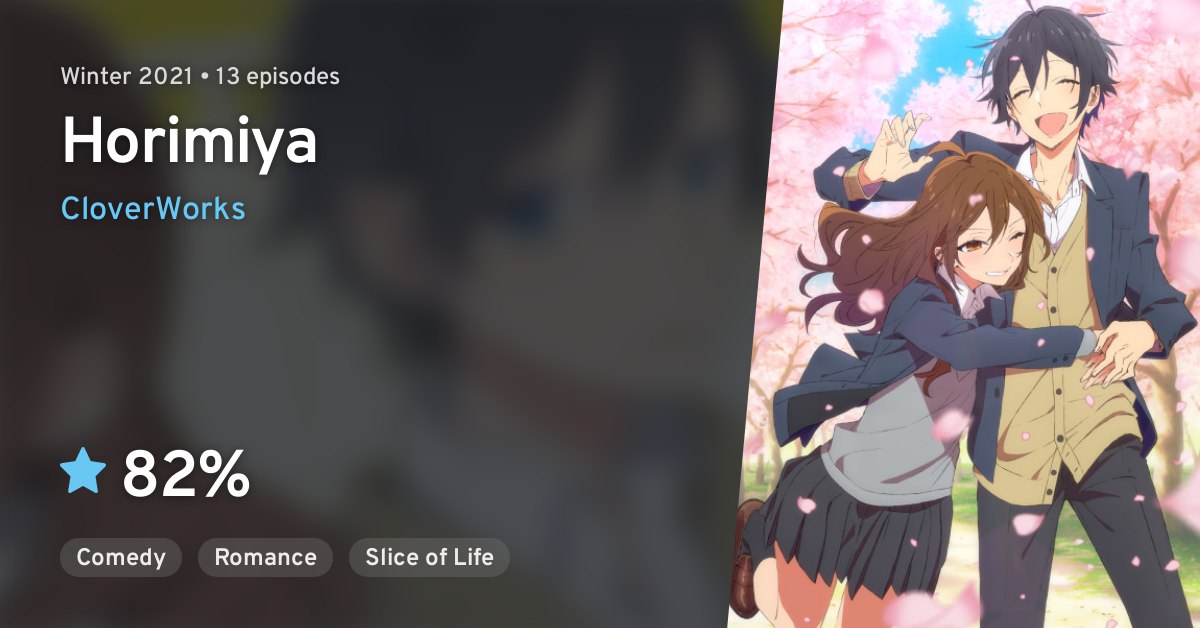 Winter 2021 • 13 episodes
Horimiya
CloverWorks
82%
Comedy Romance Slice of Life